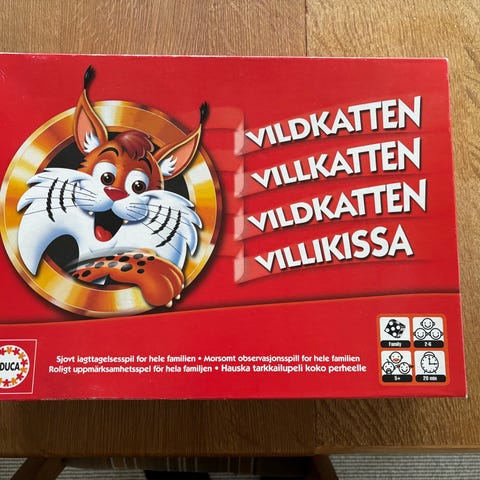 VILDKATTEN
VILLKATTEN
VILDKATTEN
VILLIKISSA
Sjovt iagttagelsesspil for hele familien • Morsomt observasjonsspill for hele familien
Roligt uppmärksamhetsspel för hela familjen • Hauska tarkkailupeli koko perheelle
Family
2-6
5+
20 min